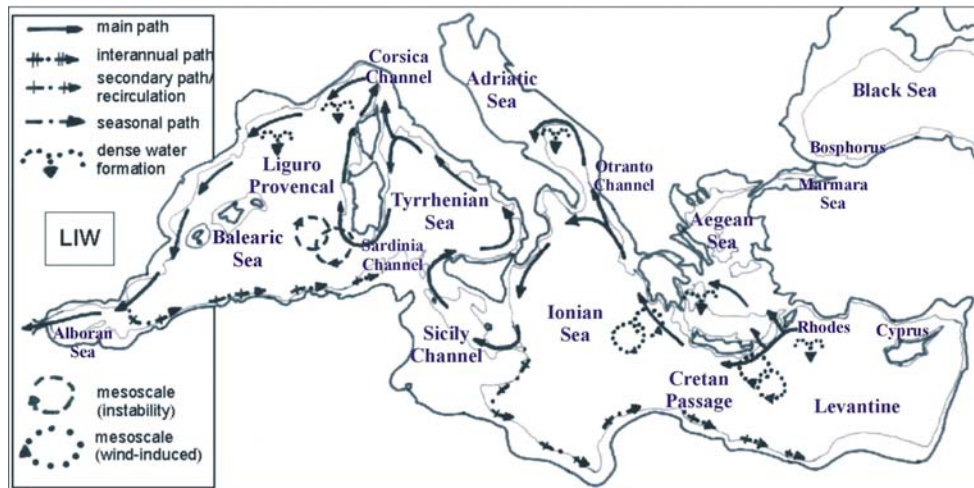 main path
interannual path
secondary path/
recirculation
seasonal path
dense water
formation
LIW
mesoscale
(instability)
mesoscale
(wind-induced)
Corsica
Channel
Adriatic
Sea
Black Sea
Bosphorus
Marmara
Sea
Otranto
Channel
Liguro
Provencal
Tyrrhenian
Sea
Aegean
Sea
Balearic
Sea
Sardinia
Channel
Alboran
Sea
Sicily
Channel
Ionian
Sea
Rhodes
Cyprus
Cretan
Passage
Levantine